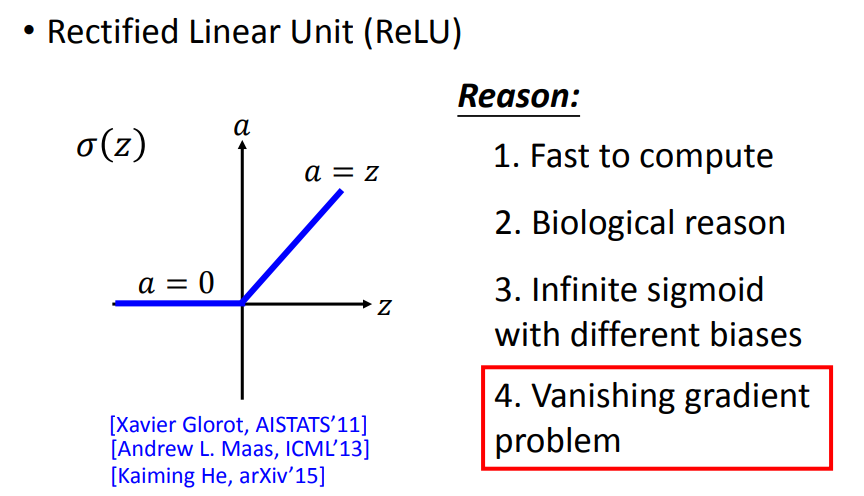 • Rectified Linear Unit (ReLU)
σ(z)
a
a = z
a = 0
z
[Xavier Glorot, AISTATS’11]
[Andrew L. Maas, ICML’13]
[Kaiming He, arXiv’15]
Reason:
1. Fast to compute
2. Biological reason
3. Infinite sigmoid
with different biases
4. Vanishing gradient
problem